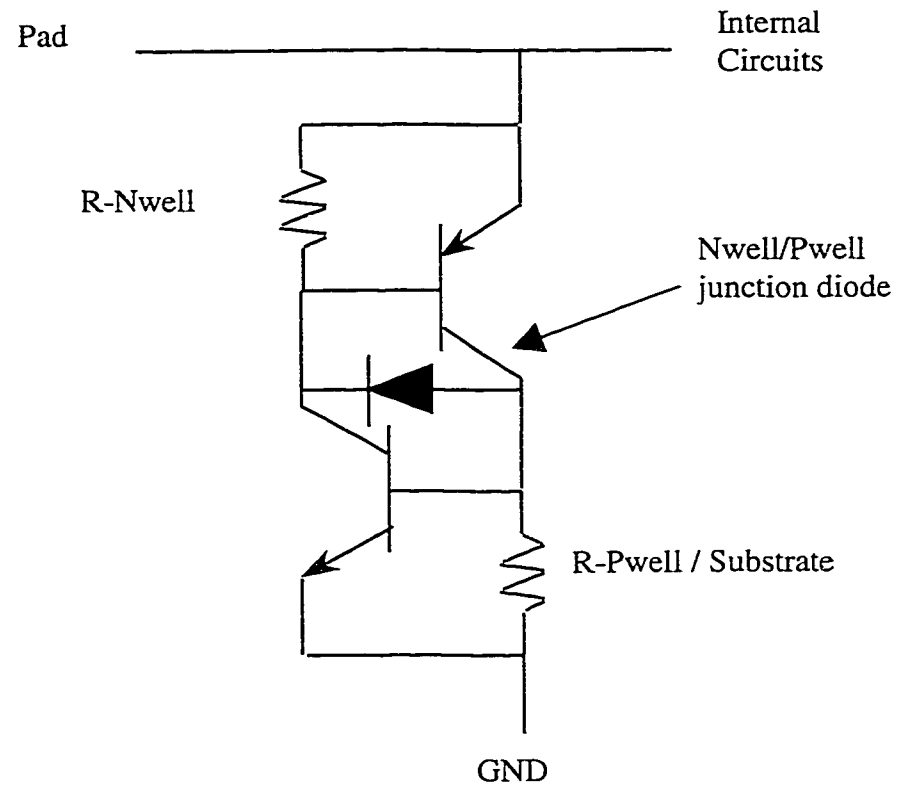 Pad
Internal
Circuits
R-Nwell
Nwell/Pwell
junction diode
R-Pwell / Substrate
GND